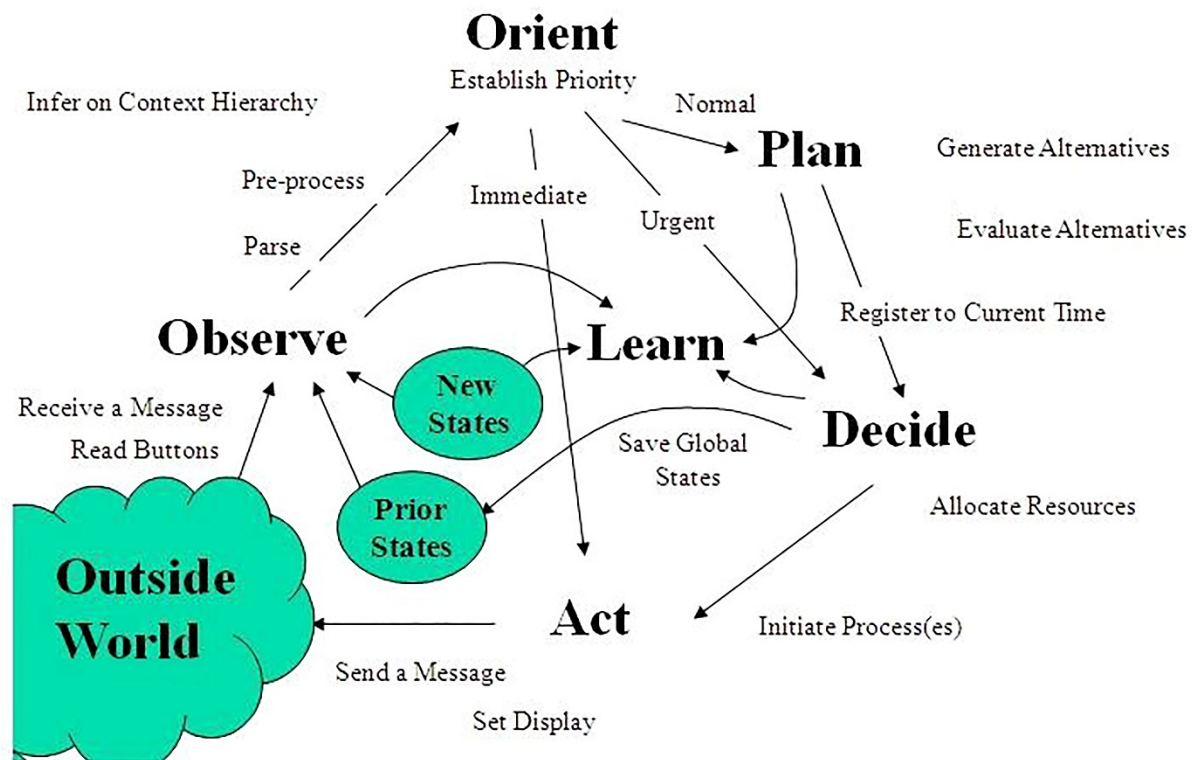 Orient
Establish Priority
Infer on Context Hierarchy
Normal
Plan
Generate Alternatives
Pre-process
Immediate
Urgent
Parse
Evaluate Alternatives
Register to Current Time
Observe
Learn
New
States
Receive a Message
Read Buttons
Decide
Save Global
States
Prior
States
Allocate Resources
Outside
World
Act
Initiate Process(es)
Send a Message
Set Display